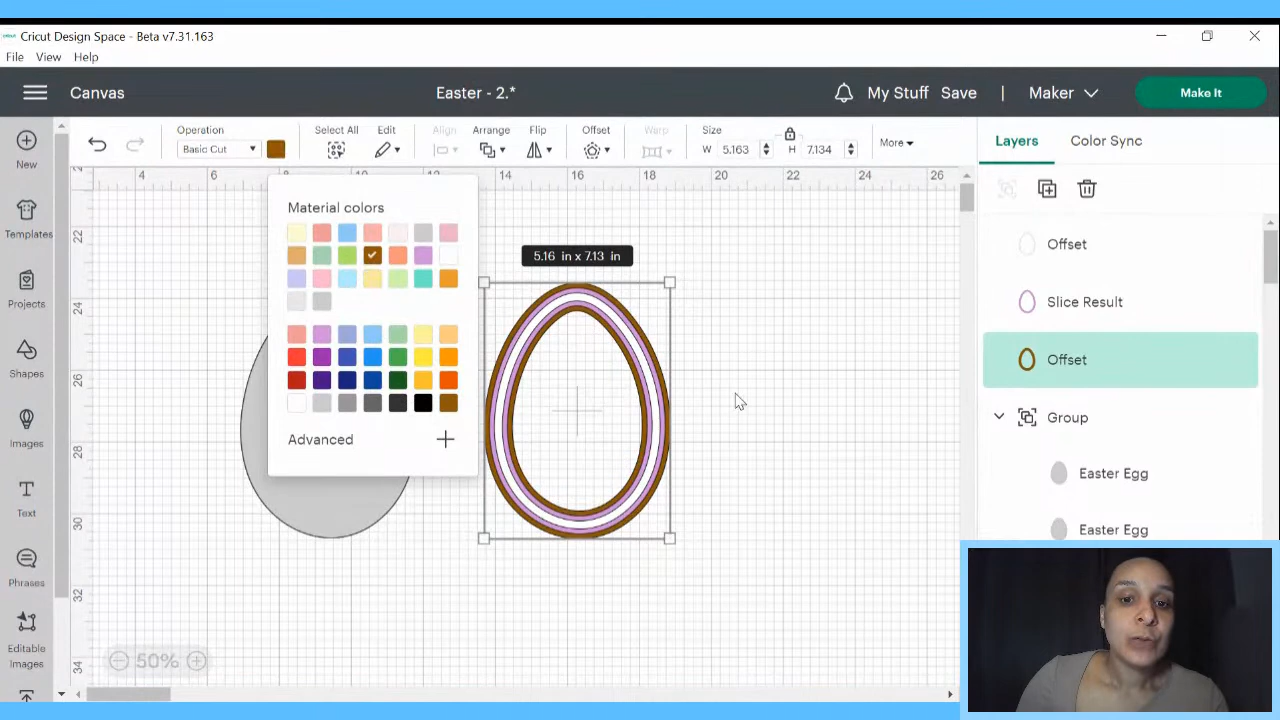 Cricut Design Space - Beta v7.31.163
File View Help
Canvas
Easter - 2.*
My Stuff Save | Maker
Make It
Operation
Basic Cut
Select All
Edit
Align
Arrange
Flip
Offset
Warp
Size
W 5.163
H 7.134
More
Layers
Color Sync
New
Templates
Projects
Shapes
Images
Text
Phrases
Editable
Images
4 6 8 10 12 14 16 18 20 22 24 26
22
24
26
28
30
32
34
Material colors
Advanced
5.16 in x 7.13 in
50%
Offset
Slice Result
Offset
Group
Easter Egg
Easter Egg